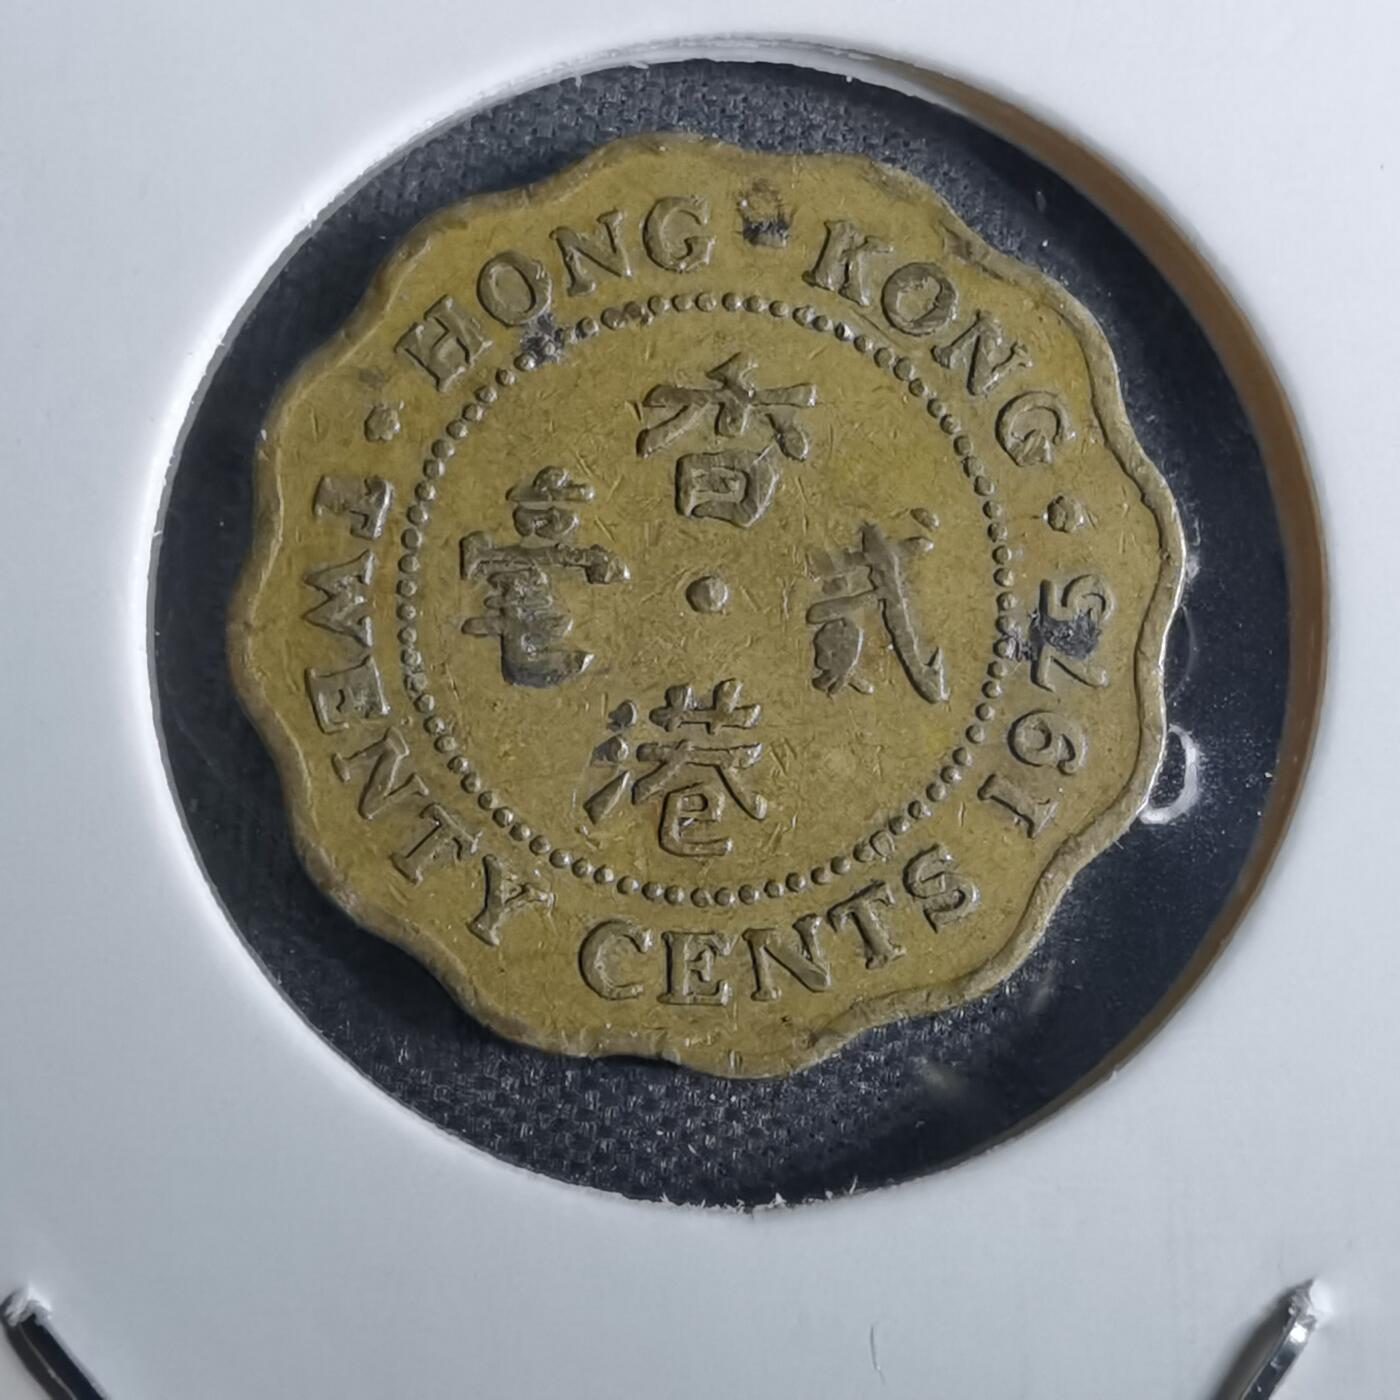 HONG KONG
1975
TWENTY CENTS
香港
貳毫